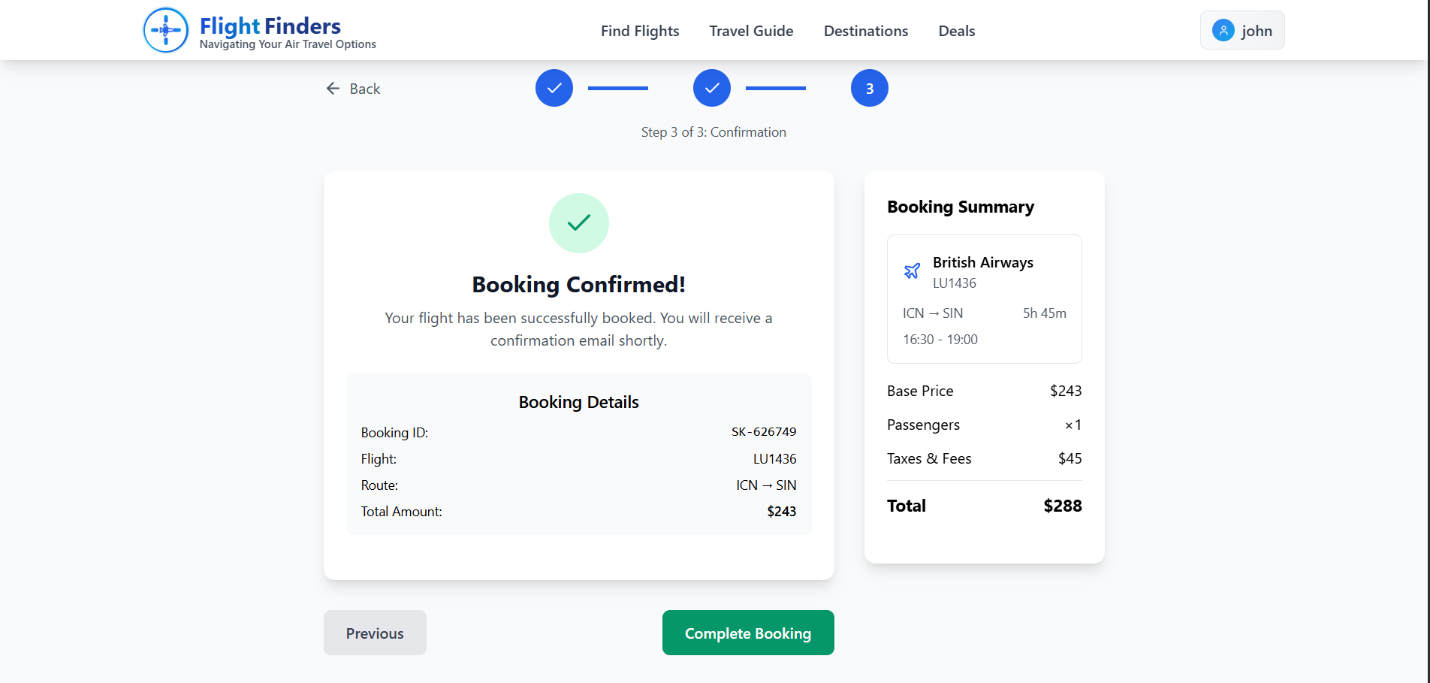 Flight Finders
Navigating Your Air Travel Options
Find Flights Travel Guide Destinations Deals
john
Back
3
Step 3 of 3: Confirmation
Booking Confirmed!
Your flight has been successfully booked. You will receive a
confirmation email shortly.
Booking Details
Booking ID: SK-626749
Flight: LU1436
Route: ICN → SIN
Total Amount: $243
Previous
Complete Booking
Booking Summary
British Airways
LU1436
ICN → SIN 5h 45m
16:30 - 19:00
Base Price $243
Passengers ×1
Taxes & Fees $45
Total $288